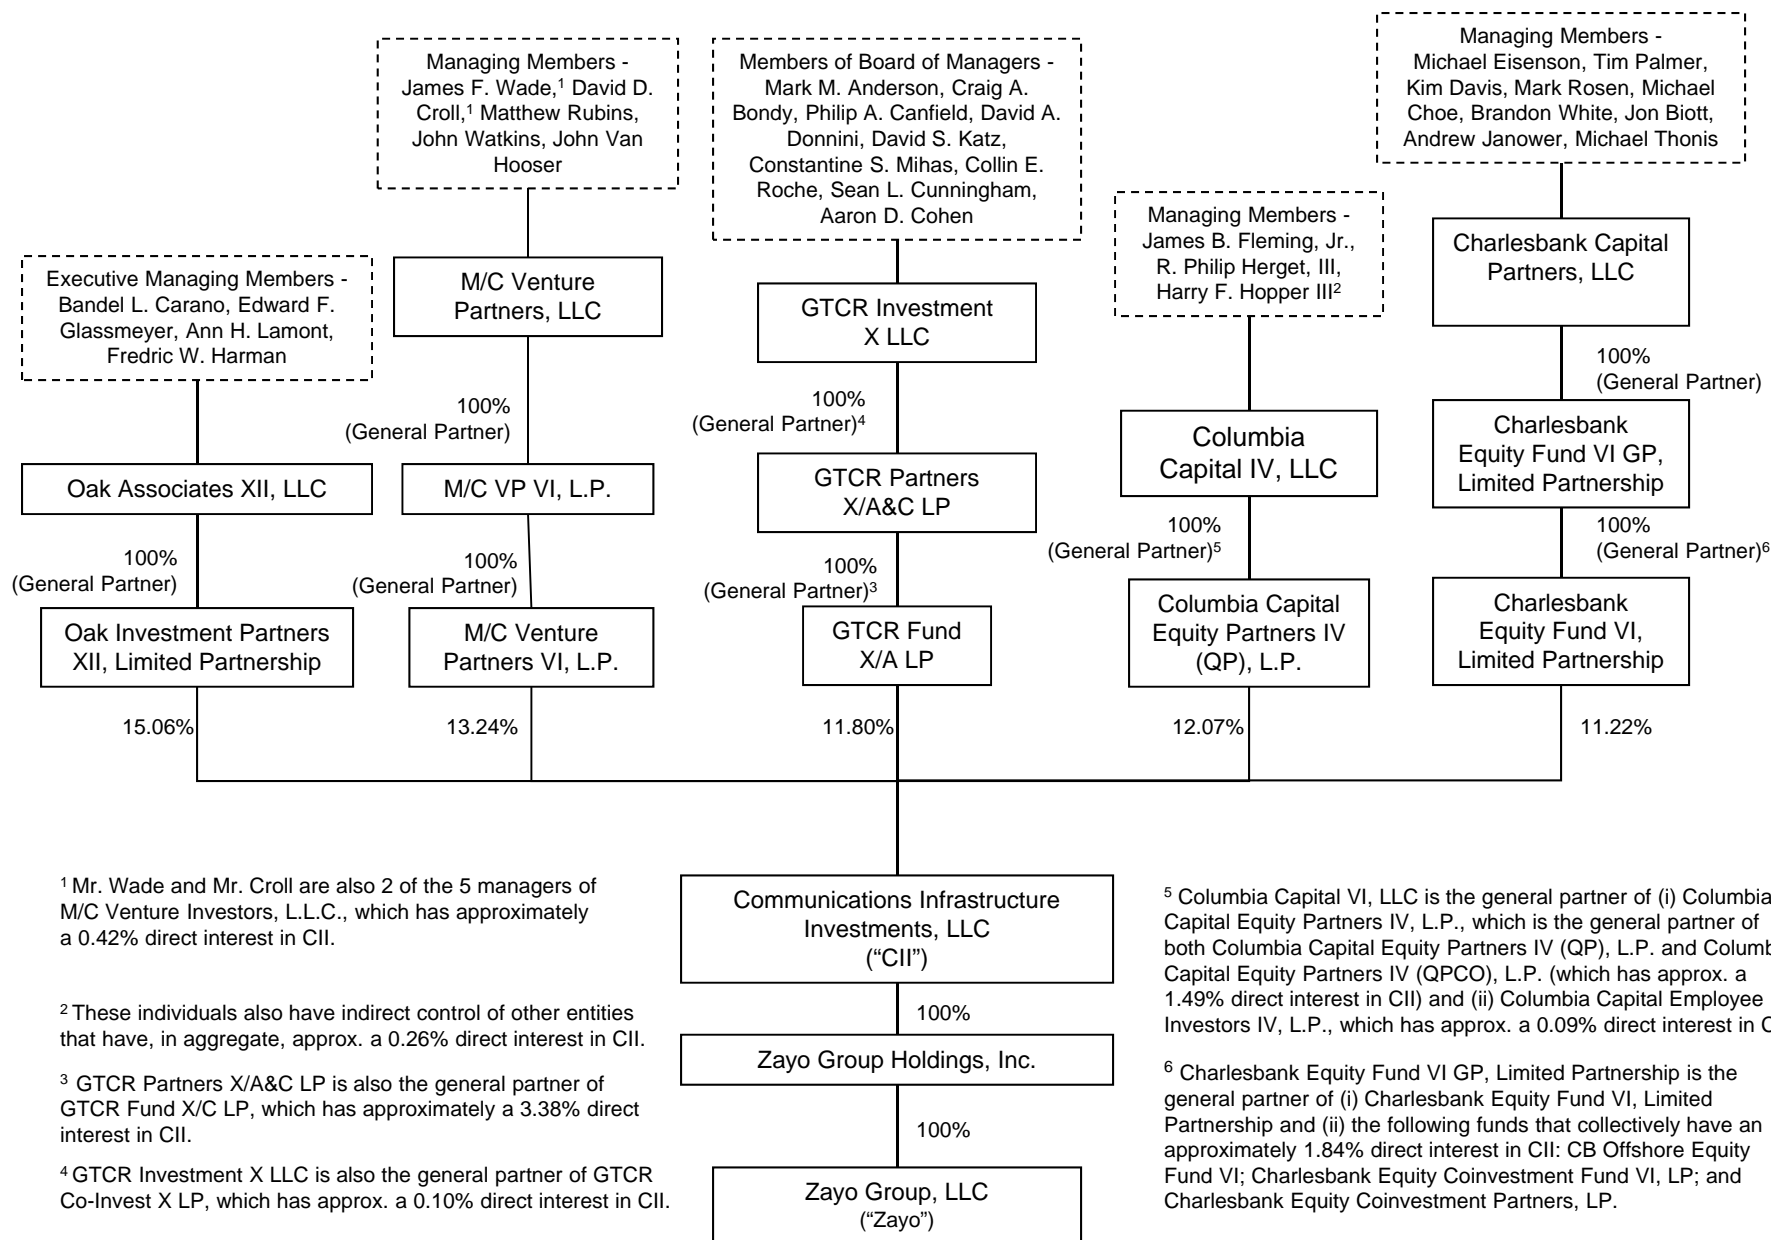 Managing Members -
James F. Wade,¹ David D.
Croll,¹ Matthew Rubins,
John Watkins, John Van
Hooser
Members of Board of Managers -
Mark M. Anderson, Craig A.
Bondy, Philip A. Canfield, David A.
Donnini, David S. Katz,
Constantine S. Mihas, Collin E.
Roche, Sean L. Cunningham,
Aaron D. Cohen
Managing Members -
Michael Eisenson, Tim Palmer,
Kim Davis, Mark Rosen, Michael
Choe, Brandon White, Jon Biott,
Andrew Janower, Michael Thonis
Executive Managing Members -
Bandel L. Carano, Edward F.
Glassmeyer, Ann H. Lamont,
Fredric W. Harman
M/C Venture
Partners, LLC
GTCR Investment
X LLC
Managing Members -
James B. Fleming, Jr.,
R. Philip Herget, III,
Harry F. Hopper III²
Charlesbank Capital
Partners, LLC
100%
(General Partner)
100%
(General Partner)⁴
100%
(General Partner)
Oak Associates XII, LLC
M/C VP VI, L.P.
GTCR Partners
X/A&C LP
Columbia
Capital IV, LLC
Charlesbank
Equity Fund VI GP,
Limited Partnership
100%
(General Partner)
100%
(General Partner)
100%
(General Partner)³
100%
(General Partner)⁵
100%
(General Partner)⁶
Oak Investment Partners
XII, Limited Partnership
M/C Venture
Partners VI, L.P.
GTCR Fund
X/A LP
Columbia Capital
Equity Partners IV
(QP), L.P.
Charlesbank
Equity Fund VI,
Limited Partnership
15.06%
13.24%
11.80%
12.07%
11.22%
Communications Infrastructure
Investments, LLC
(“CII”)
100%
Zayo Group Holdings, Inc.
100%
Zayo Group, LLC
(“Zayo”)
¹ Mr. Wade and Mr. Croll are also 2 of the 5 managers of
M/C Venture Investors, L.L.C., which has approximately
a 0.42% direct interest in CII.
² These individuals also have indirect control of other entities
that have, in aggregate, approx. a 0.26% direct interest in CII.
³ GTCR Partners X/A&C LP is also the general partner of
GTCR Fund X/C LP, which has approximately a 3.38% direct
interest in CII.
⁴ GTCR Investment X LLC is also the general partner of GTCR
Co-Invest X LP, which has approx. a 0.10% direct interest in CII.
⁵ Columbia Capital VI, LLC is the general partner of (i) Columbia
Capital Equity Partners IV, L.P., which is the general partner of
both Columbia Capital Equity Partners IV (QP), L.P. and
Capital Equity Partners IV (QPCO), L.P. (which has approx. a
1.49% direct interest in CII) and (ii) Columbia Capital Employee
Investors IV, L.P., which has approx. a 0.09% direct interest in
⁶ Charlesbank Equity Fund VI GP, Limited Partnership is the
general partner of (i) Charlesbank Equity Fund VI, Limited
Partnership and (ii) the following funds that collectively have an
approximately 1.84% direct interest in CII: CB Offshore Equity
Fund VI; Charlesbank Equity Coinvestment Fund VI, LP; and
Charlesbank Equity Coinvestment Partners, LP.